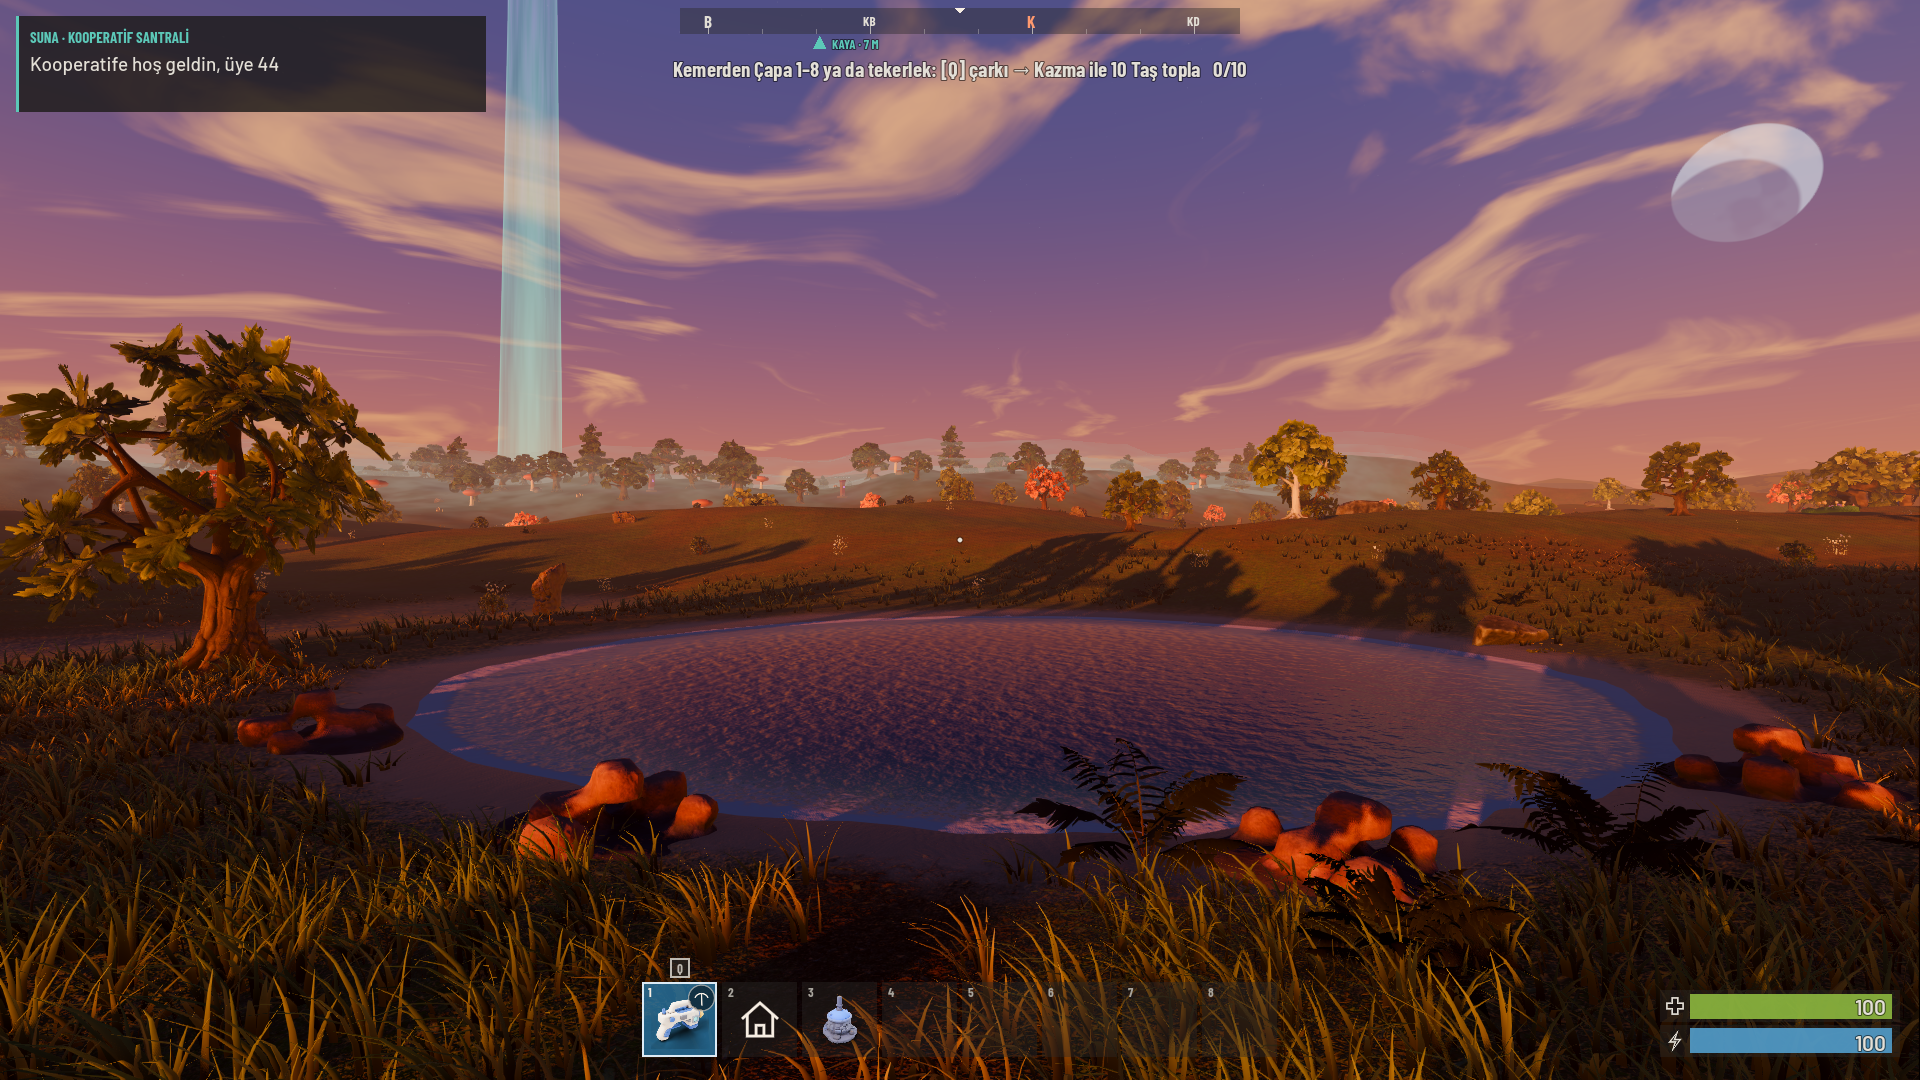 SUNA · KOOPERATİF SANTRALİ
Kooperatife hoş geldin, üye 44
B KB K KD
KAYA · 7 M
Kemerden Çapa 1-8 ya da tekerlek: [Q] çarkı → Kazma ile 10 Taş topla 0/10
Q
1 2 3 4 5 6 7 8
100
100